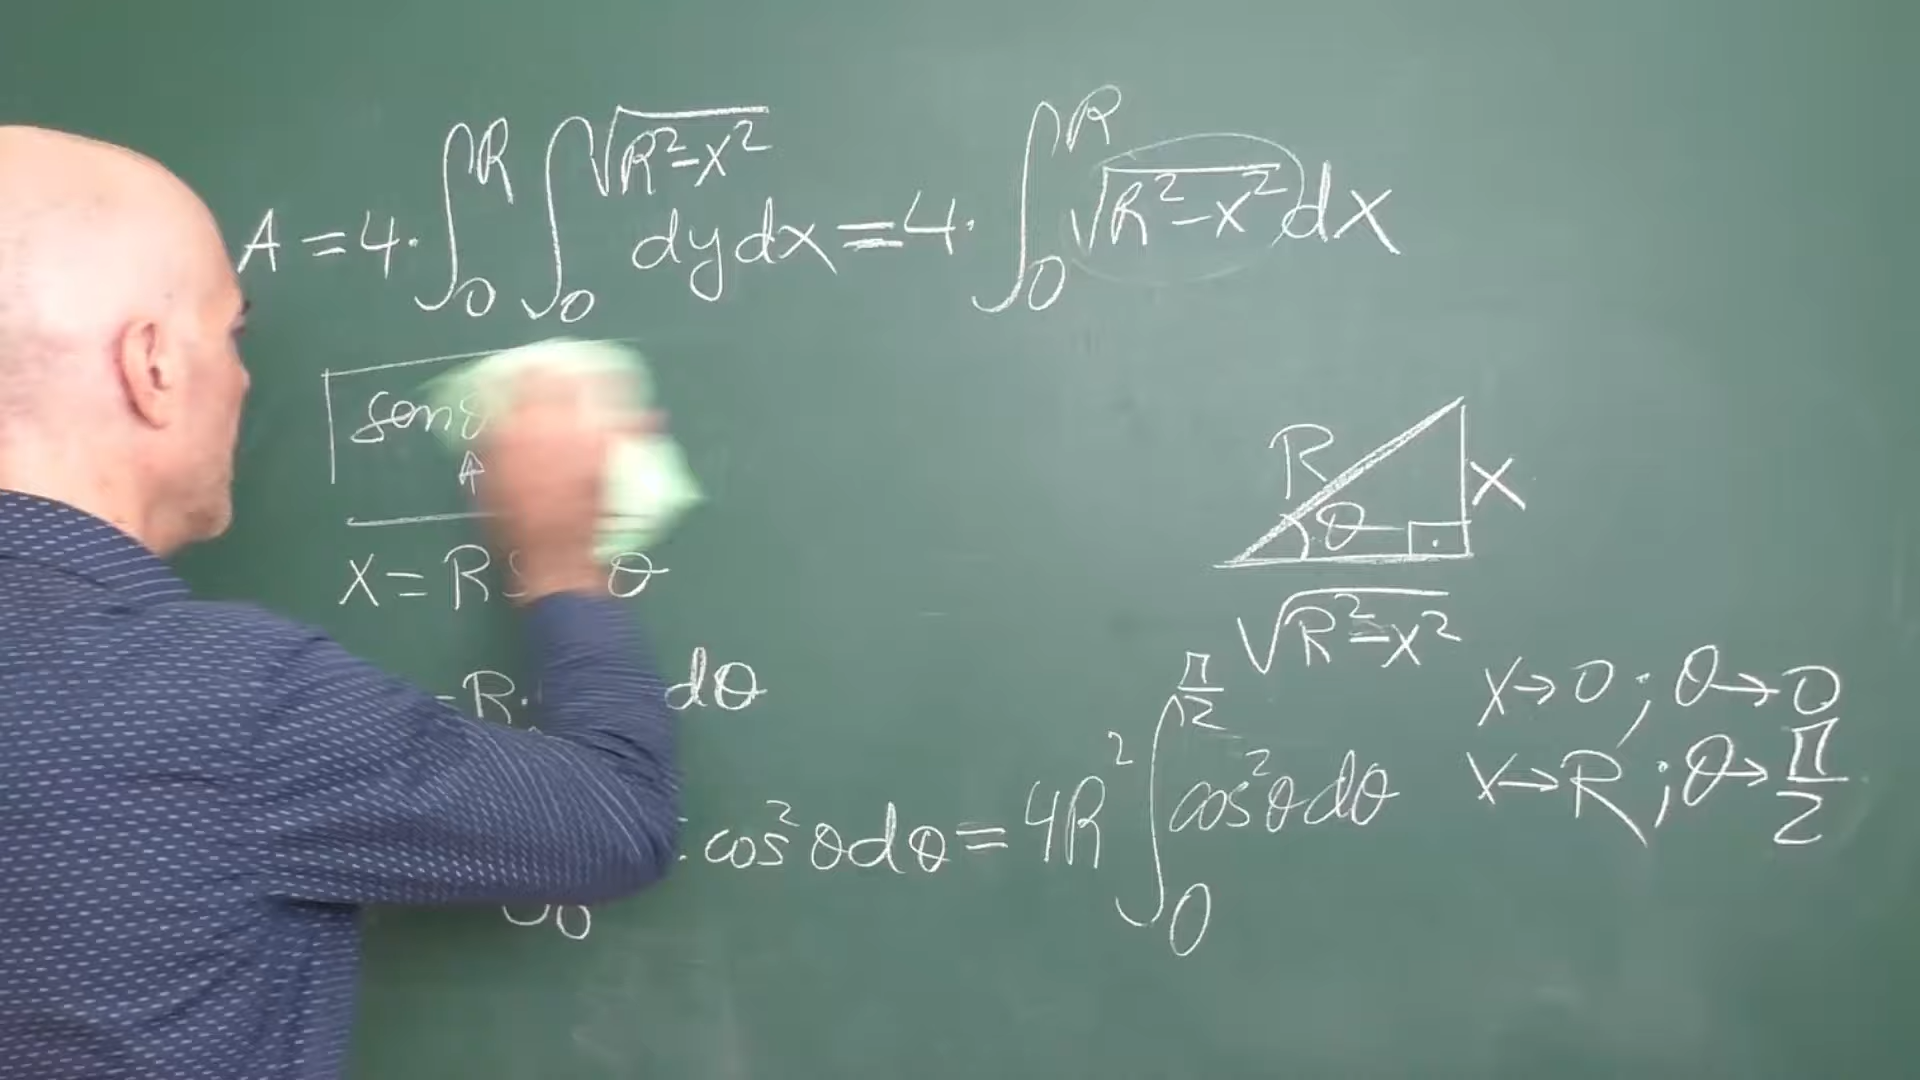 A = 4 · ∫₀^R ∫₀^√(R²-x²) dy dx = 4 · ∫₀^R √(R²-x²) dx
R
θ
x
√(R²-x²)
x = R θ
R · dθ
x → 0 ; θ → 0
x → R ; θ → π/2
0 cos²θ dθ = 4R² ∫₀^(π/2) cos²θ dθ